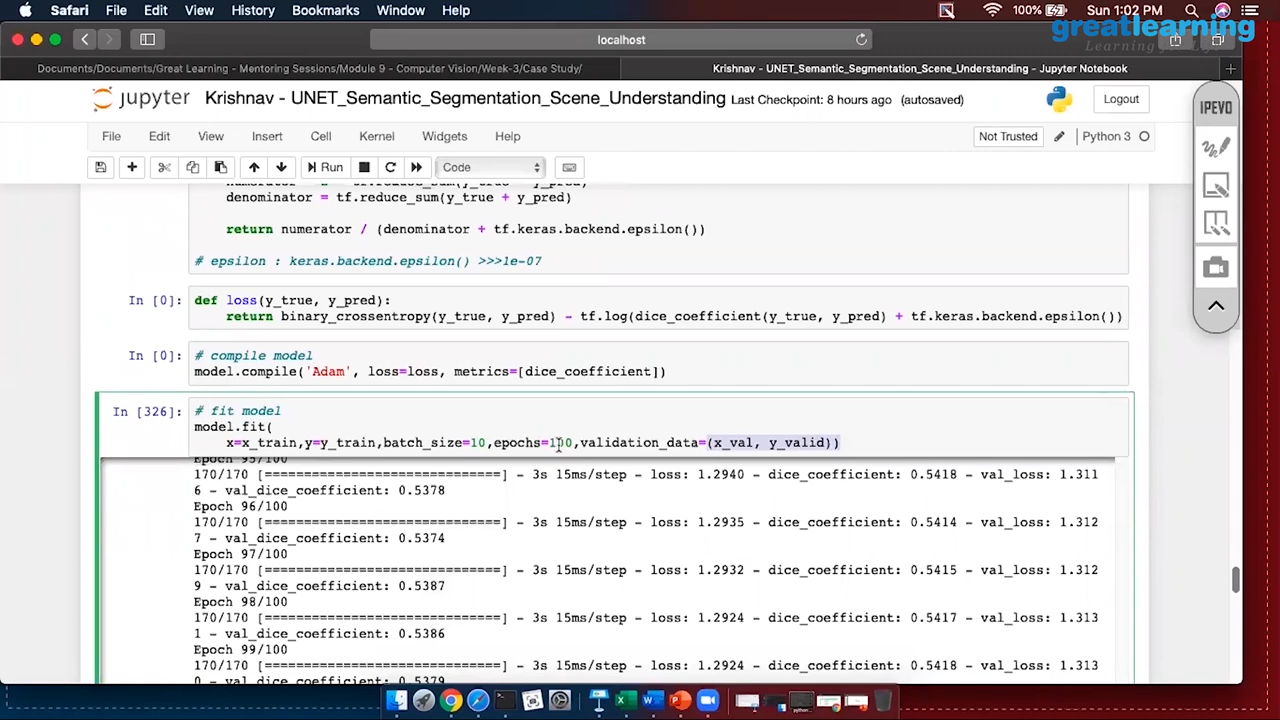 Safari File Edit View History Bookmarks Window Help 100% Sun 1:02 PM
greatlearning
Learning for Life
localhost
Documents/Documents/Great Learning - Mentoring Sessions/Module 9 - Computer Vision/Week-3/Case Study/
Krishnav - UNET_Semantic_Segmentation_Scene_Understanding - Jupyter Notebook
jupyter Krishnav - UNET_Semantic_Segmentation_Scene_Understanding Last Checkpoint: 8 hours ago (autosaved)
Logout
IPEVO
File Edit View Insert Cell Kernel Widgets Help
Not Trusted Python 3
Run Code
denominator = tf.reduce_sum(y_true + y_pred)
return numerator / (denominator + tf.keras.backend.epsilon())
# epsilon : keras.backend.epsilon() >>>1e-07
In [0]: def loss(y_true, y_pred):
return binary_crossentropy(y_true, y_pred) - tf.log(dice_coefficient(y_true, y_pred) + tf.keras.backend.epsilon())
In [0]: # compile model
model.compile('Adam', loss=loss, metrics=[dice_coefficient])
In [326]: # fit model
model.fit(
x=x_train,y=y_train,batch_size=10,epochs=100,validation_data=(x_val, y_valid))
Epoch 95/100
170/170 [==============================] - 3s 15ms/step - loss: 1.2940 - dice_coefficient: 0.5418 - val_loss: 1.311
6 - val_dice_coefficient: 0.5378
Epoch 96/100
170/170 [==============================] - 3s 15ms/step - loss: 1.2935 - dice_coefficient: 0.5414 - val_loss: 1.312
7 - val_dice_coefficient: 0.5374
Epoch 97/100
170/170 [==============================] - 3s 15ms/step - loss: 1.2932 - dice_coefficient: 0.5415 - val_loss: 1.312
9 - val_dice_coefficient: 0.5387
Epoch 98/100
170/170 [==============================] - 3s 15ms/step - loss: 1.2924 - dice_coefficient: 0.5417 - val_loss: 1.313
1 - val_dice_coefficient: 0.5386
Epoch 99/100
170/170 [==============================] - 3s 15ms/step - loss: 1.2924 - dice_coefficient: 0.5418 - val_loss: 1.313
0 - val_dice_coefficient: 0.5379